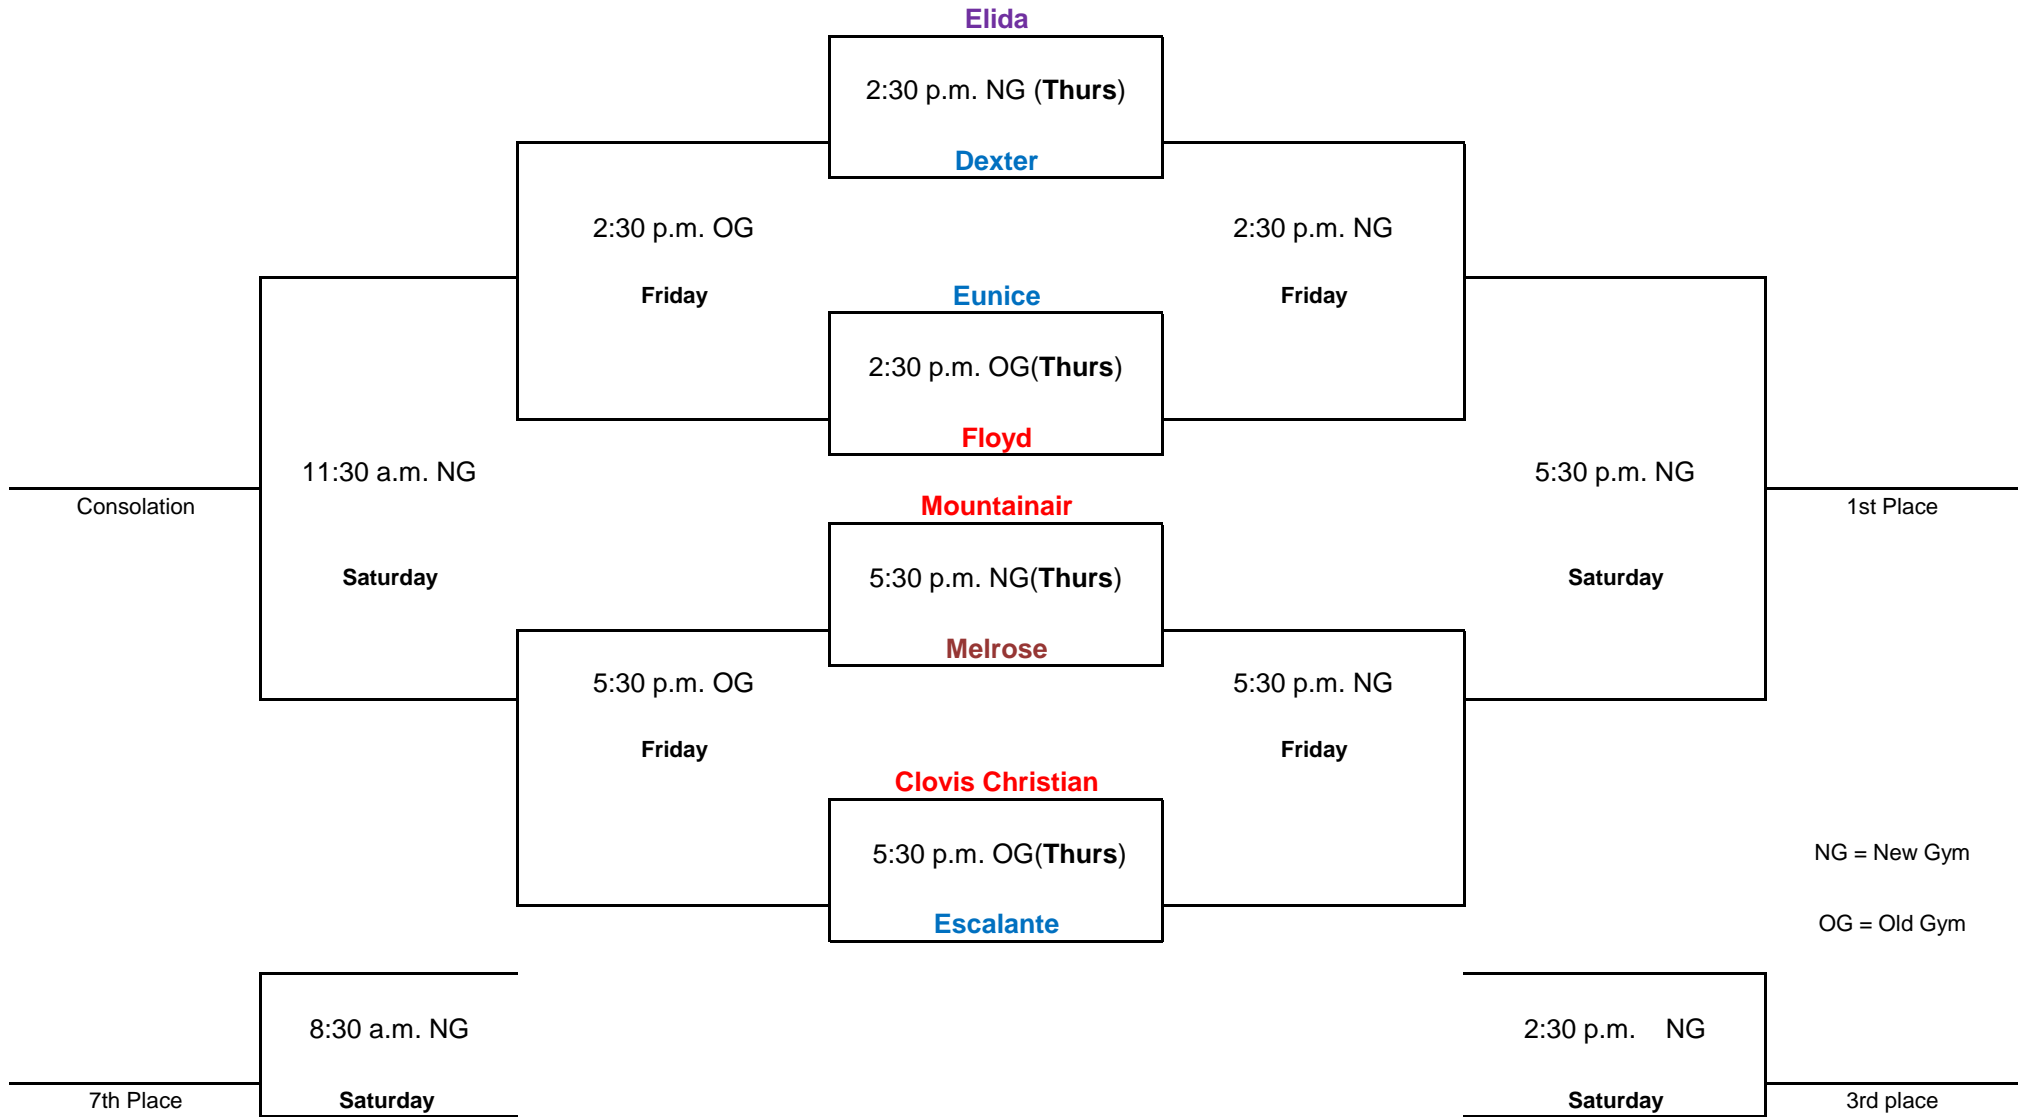 Elida
2:30 p.m. NG (Thurs)
Dexter
2:30 p.m. OG
2:30 p.m. NG
Friday
Eunice
Friday
2:30 p.m. OG(Thurs)
Floyd
11:30 a.m. NG
5:30 p.m. NG
Consolation
Mountainair
1st Place
Saturday
5:30 p.m. NG(Thurs)
Saturday
Melrose
5:30 p.m. OG
5:30 p.m. NG
Friday
Friday
Clovis Christian
5:30 p.m. OG(Thurs)
NG = New Gym
Escalante
OG = Old Gym
8:30 a.m. NG
2:30 p.m. NG
7th Place
Saturday
Saturday
3rd place